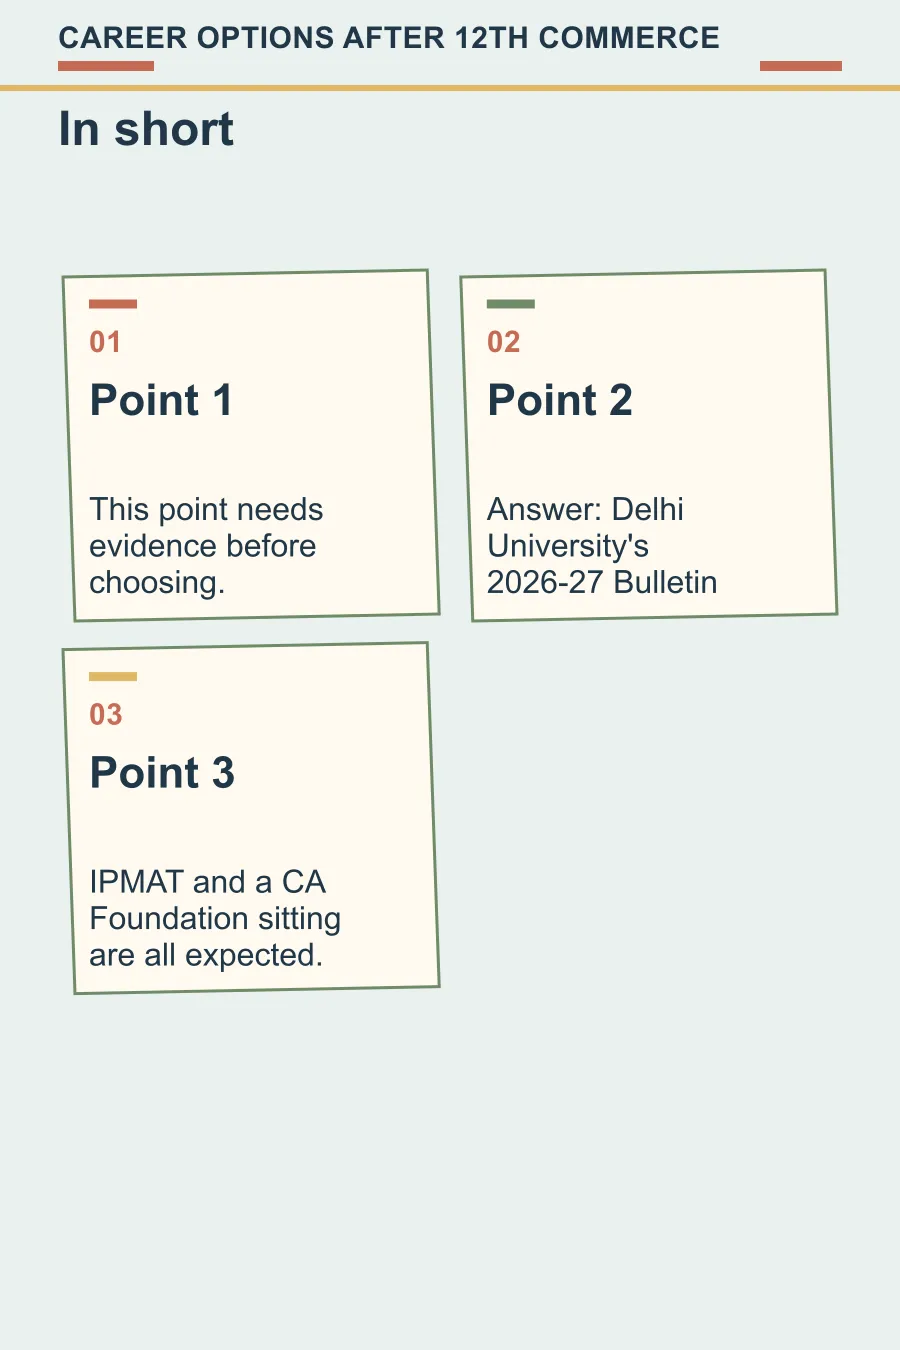 CAREER OPTIONS AFTER 12TH COMMERCE
In short
01
Point 1
This point needs
evidence before
choosing.
02
Point 2
Answer: Delhi
University's
2026-27 Bulletin
03
Point 3
IPMAT and a CA
Foundation sitting
are all expected.